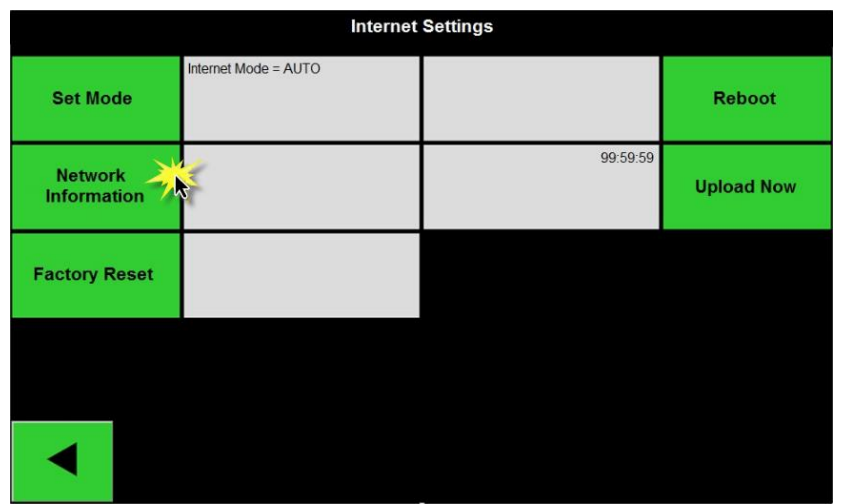 Internet Settings
Set Mode
Internet Mode = AUTO
Reboot
Network
Information
99:59:59
Upload Now
Factory Reset